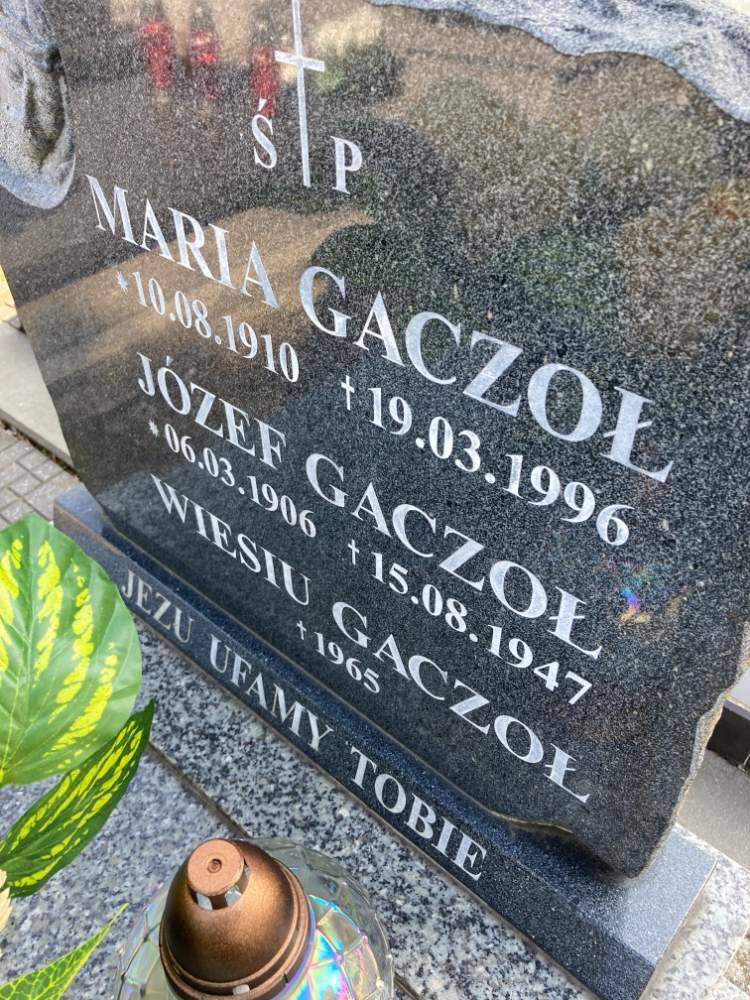 Ś P
MARIA GACZOŁ
*10.08.1910 †19.03.1996
JÓZEF GACZOŁ
*06.03.1906 †15.08.1947
WIESIU GACZOŁ
†1965
JEZU UFAMY TOBIE